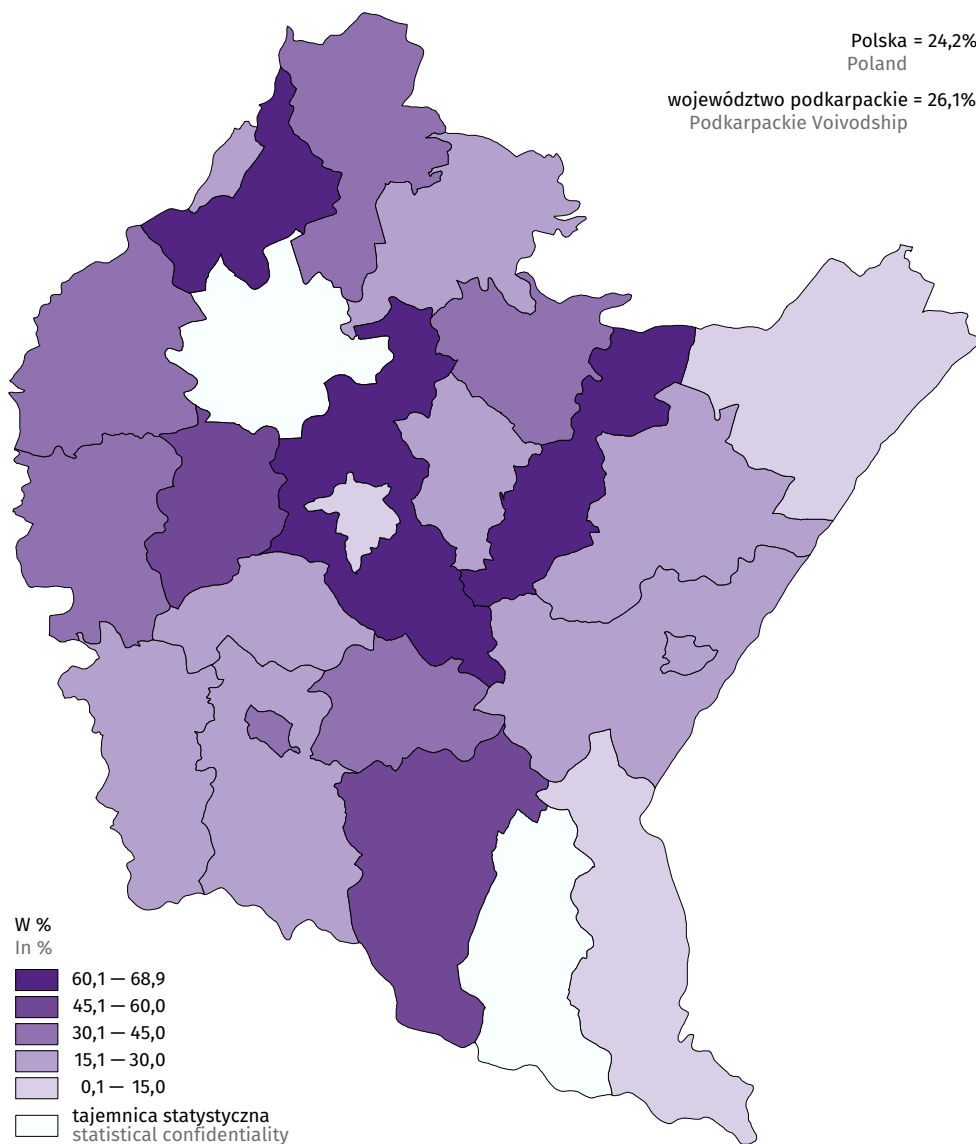 Polska = 24,2%
Poland
województwo podkarpackie = 26,1%
Podkarpackie Voivodship
W %
In %
60,1 — 68,9
45,1 — 60,0
30,1 — 45,0
15,1 — 30,0
0,1 — 15,0
tajemnica statystyczna
statistical confidentiality